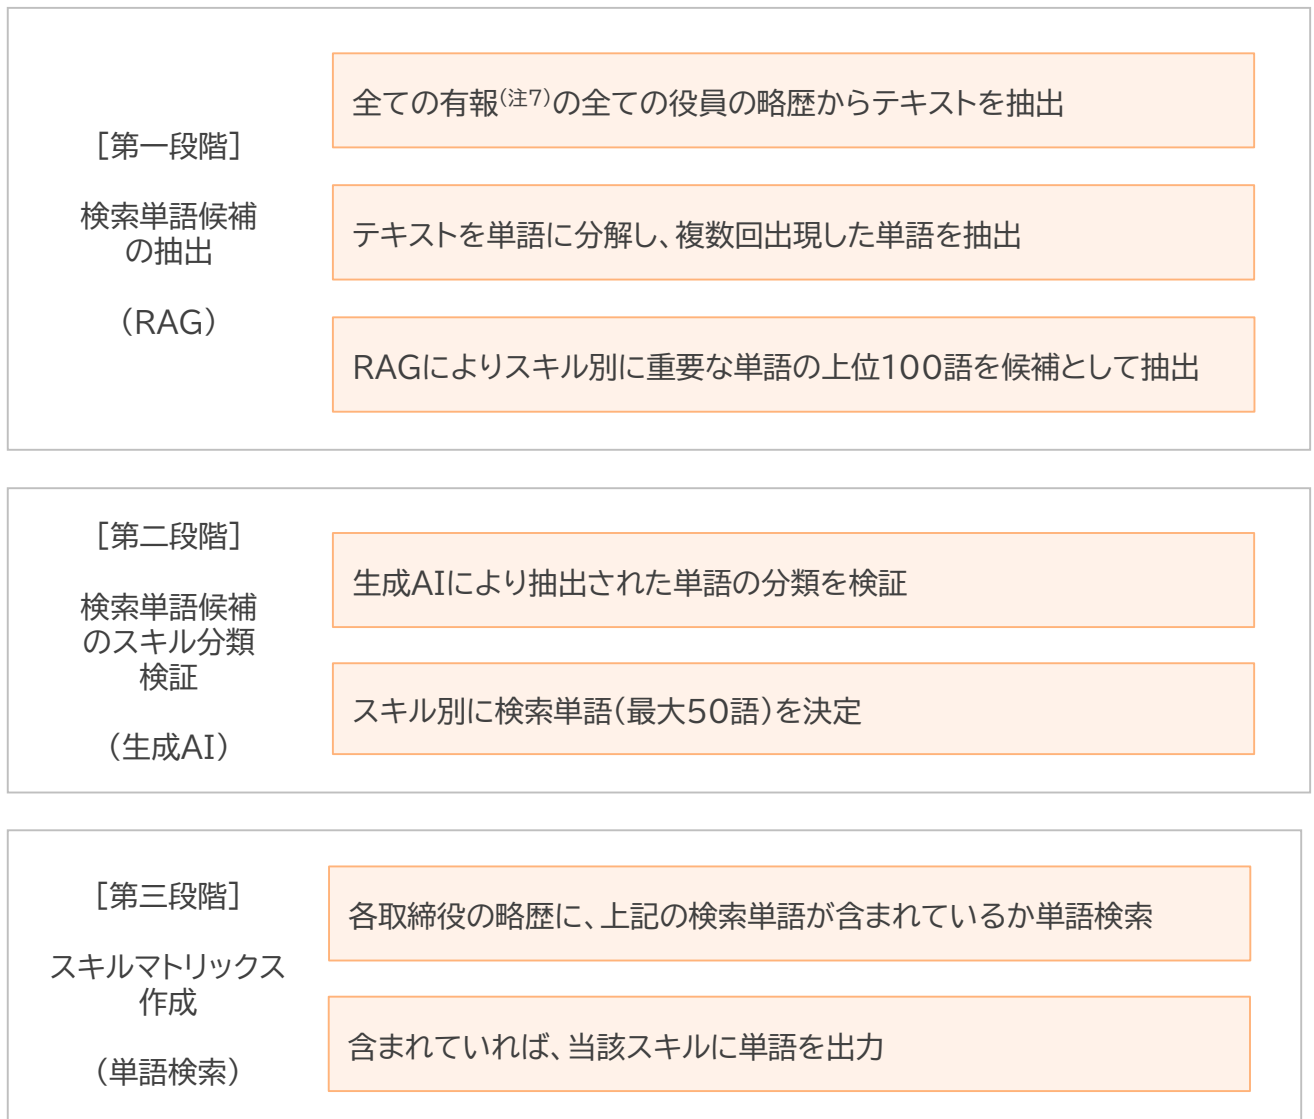 [第一段階]
検索単語候補
の抽出
(RAG)
全ての有報(注7)の全ての役員の略歴からテキストを抽出
テキストを単語に分解し、複数回出現した単語を抽出
RAGによりスキル別に重要な単語の上位100語を候補として抽出
[第二段階]
検索単語候補
のスキル分類
検証
(生成AI)
生成AIにより抽出された単語の分類を検証
スキル別に検索単語(最大50語)を決定
[第三段階]
スキルマトリックス
作成
(単語検索)
各取締役の略歴に、上記の検索単語が含まれているか単語検索
含まれていれば、当該スキルに単語を出力